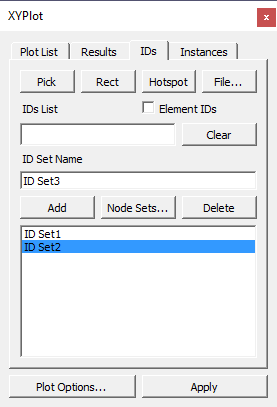 XYPlot x
Plot List Results IDs Instances
Pick Rect Hotspot File...
IDs List Element IDs
Clear
ID Set Name
ID Set3
Add Node Sets... Delete
ID Set1
ID Set2
Plot Options... Apply